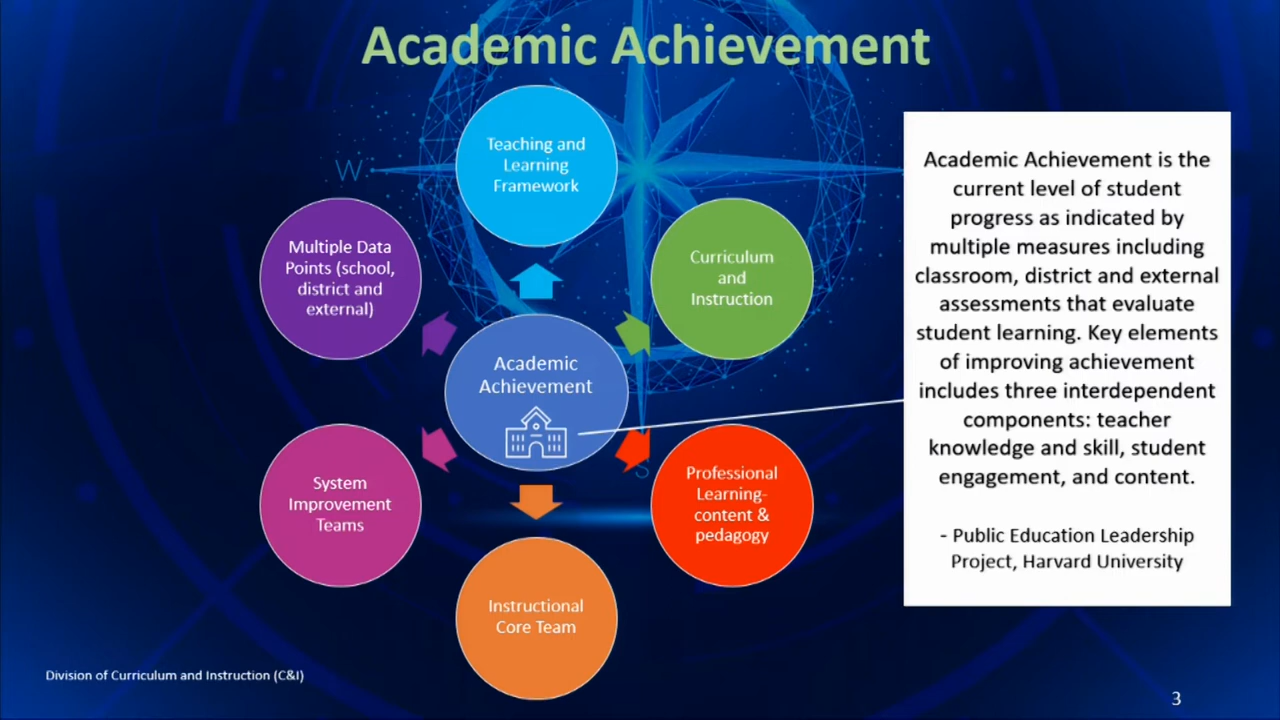 Academic Achievement
W
Teaching and
Learning
Framework
Multiple Data
Points (school,
district and
external)
Curriculum
and
Instruction
Academic
Achievement
S
System
Improvement
Teams
Professional
Learning-
content &
pedagogy
Instructional
Core Team
Academic Achievement is the
current level of student
progress as indicated by
multiple measures including
classroom, district and external
assessments that evaluate
student learning. Key elements
of improving achievement
includes three interdependent
components: teacher
knowledge and skill, student
engagement, and content.
- Public Education Leadership
Project, Harvard University
Division of Curriculum and Instruction (C&I)
3